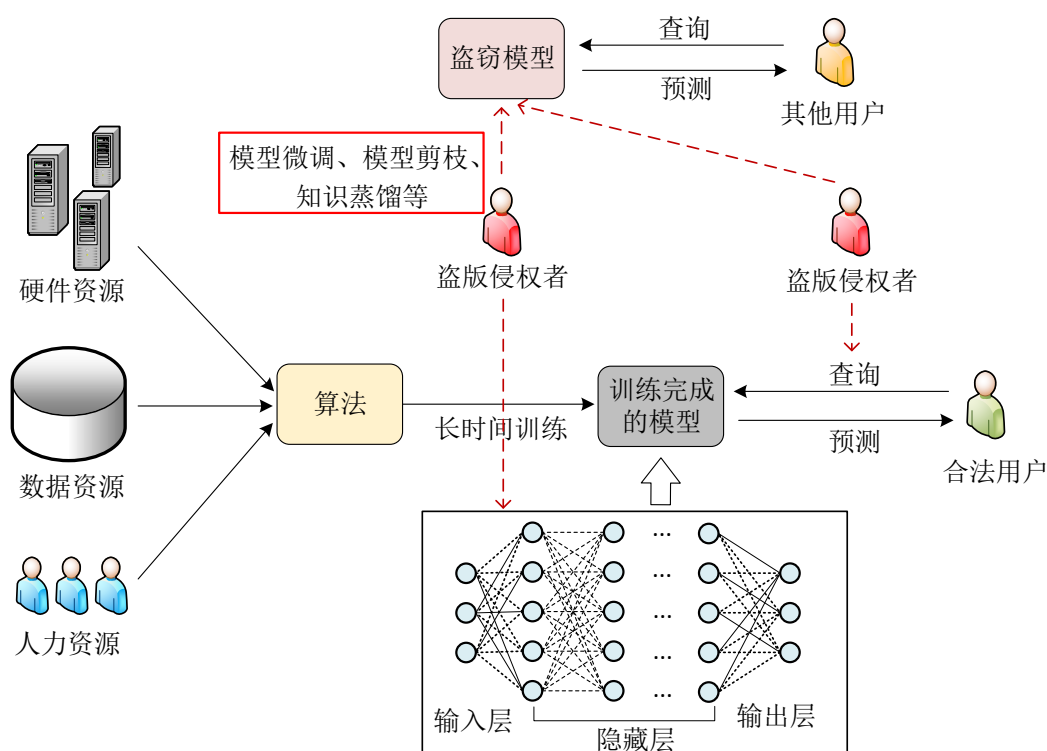 盗窃模型
查询
预测
其他用户
模型微调、模型剪枝、
知识蒸馏等
盗版侵权者
盗版侵权者
硬件资源
算法
长时间训练
训练完成
的模型
查询
预测
合法用户
数据资源
人力资源
...
...
...
...
...
输入层
隐藏层
输出层